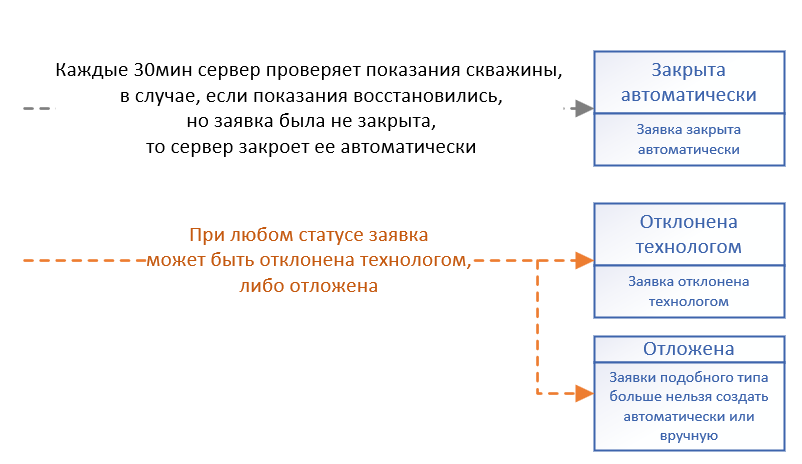 Каждые 30мин сервер проверяет показания скважины,
в случае, если показания восстановились,
но заявка была не закрыта,
то сервер закроет ее автоматически
Закрыта
автоматически
Заявка закрыта
автоматически
При любом статусе заявка
может быть отклонена технологом,
либо отложена
Отклонена
технологом
Заявка отклонена
технологом
Отложена
Заявки подобного типа
больше нельзя создать
автоматически или
вручную